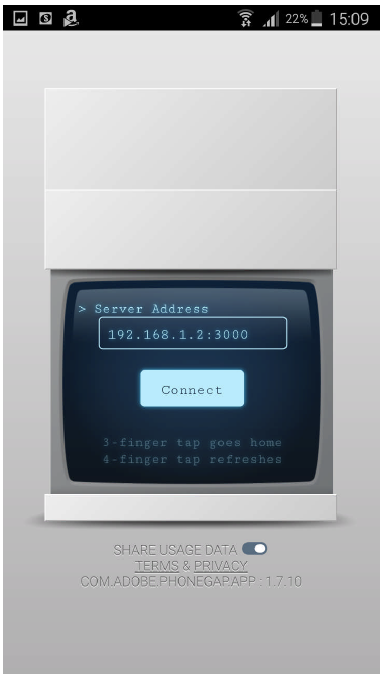 22% 15:09
> Server Address
192.168.1.2:3000
Connect
3-finger tap goes home
4-finger tap refreshes
SHARE USAGE DATA
TERMS & PRIVACY
COM.ADOBE.PHONEGAP.APP : 1.7.10